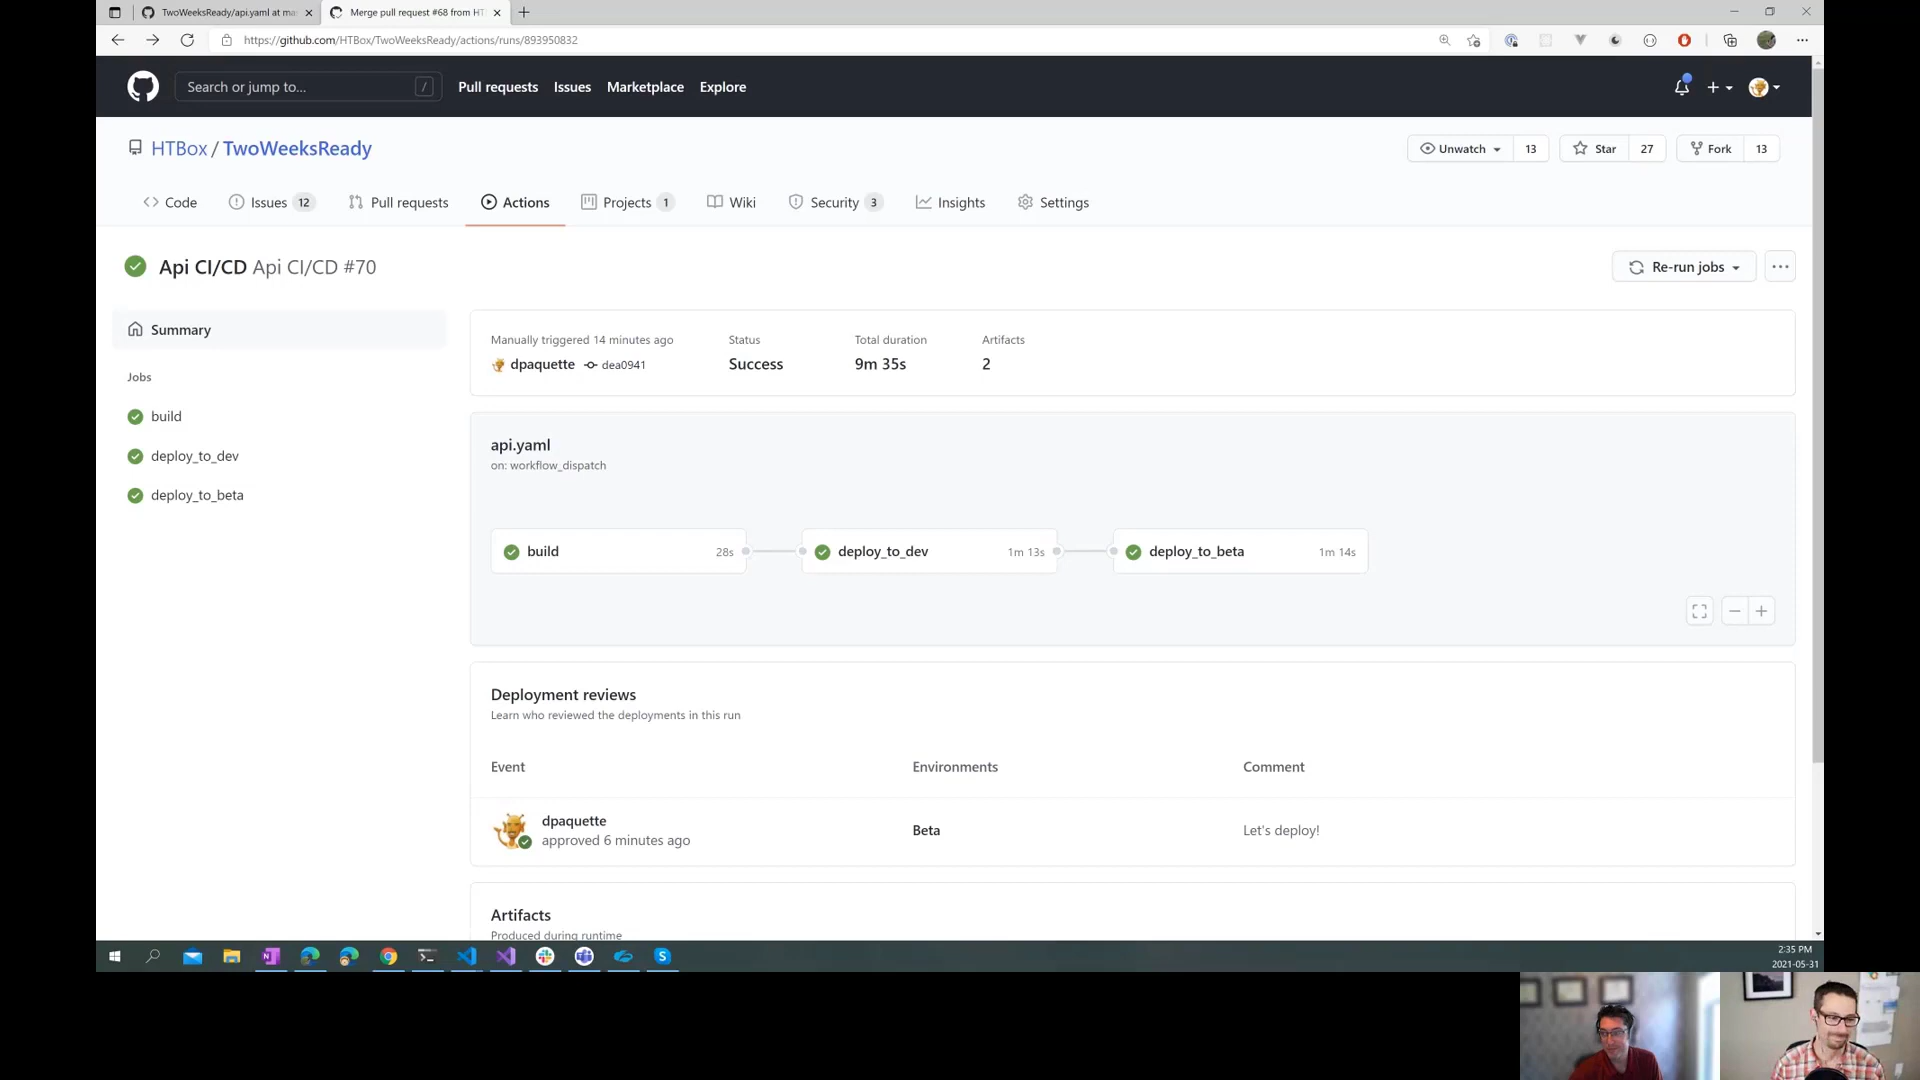 TwoWeeksReady/api.yaml at ma
Merge pull request #68 from HT
https://github.com/HTBox/TwoWeeksReady/actions/runs/893950832
Search or jump to...
/
Pull requests
Issues
Marketplace
Explore
HTBox / TwoWeeksReady
Unwatch
13
Star
27
Fork
13
Code
Issues 12
Pull requests
Actions
Projects 1
Wiki
Security 3
Insights
Settings
Api CI/CD Api CI/CD #70
Re-run jobs
Summary
Jobs
build
deploy_to_dev
deploy_to_beta
Manually triggered 14 minutes ago
dpaquette dea0941
Status
Success
Total duration
9m 35s
Artifacts
2
api.yaml
on: workflow_dispatch
build 28s
deploy_to_dev 1m 13s
deploy_to_beta 1m 14s
Deployment reviews
Learn who reviewed the deployments in this run
Event Environments Comment
dpaquette
approved 6 minutes ago
Beta
Let's deploy!
Artifacts
Produced during runtime
2:35 PM
2021-05-31